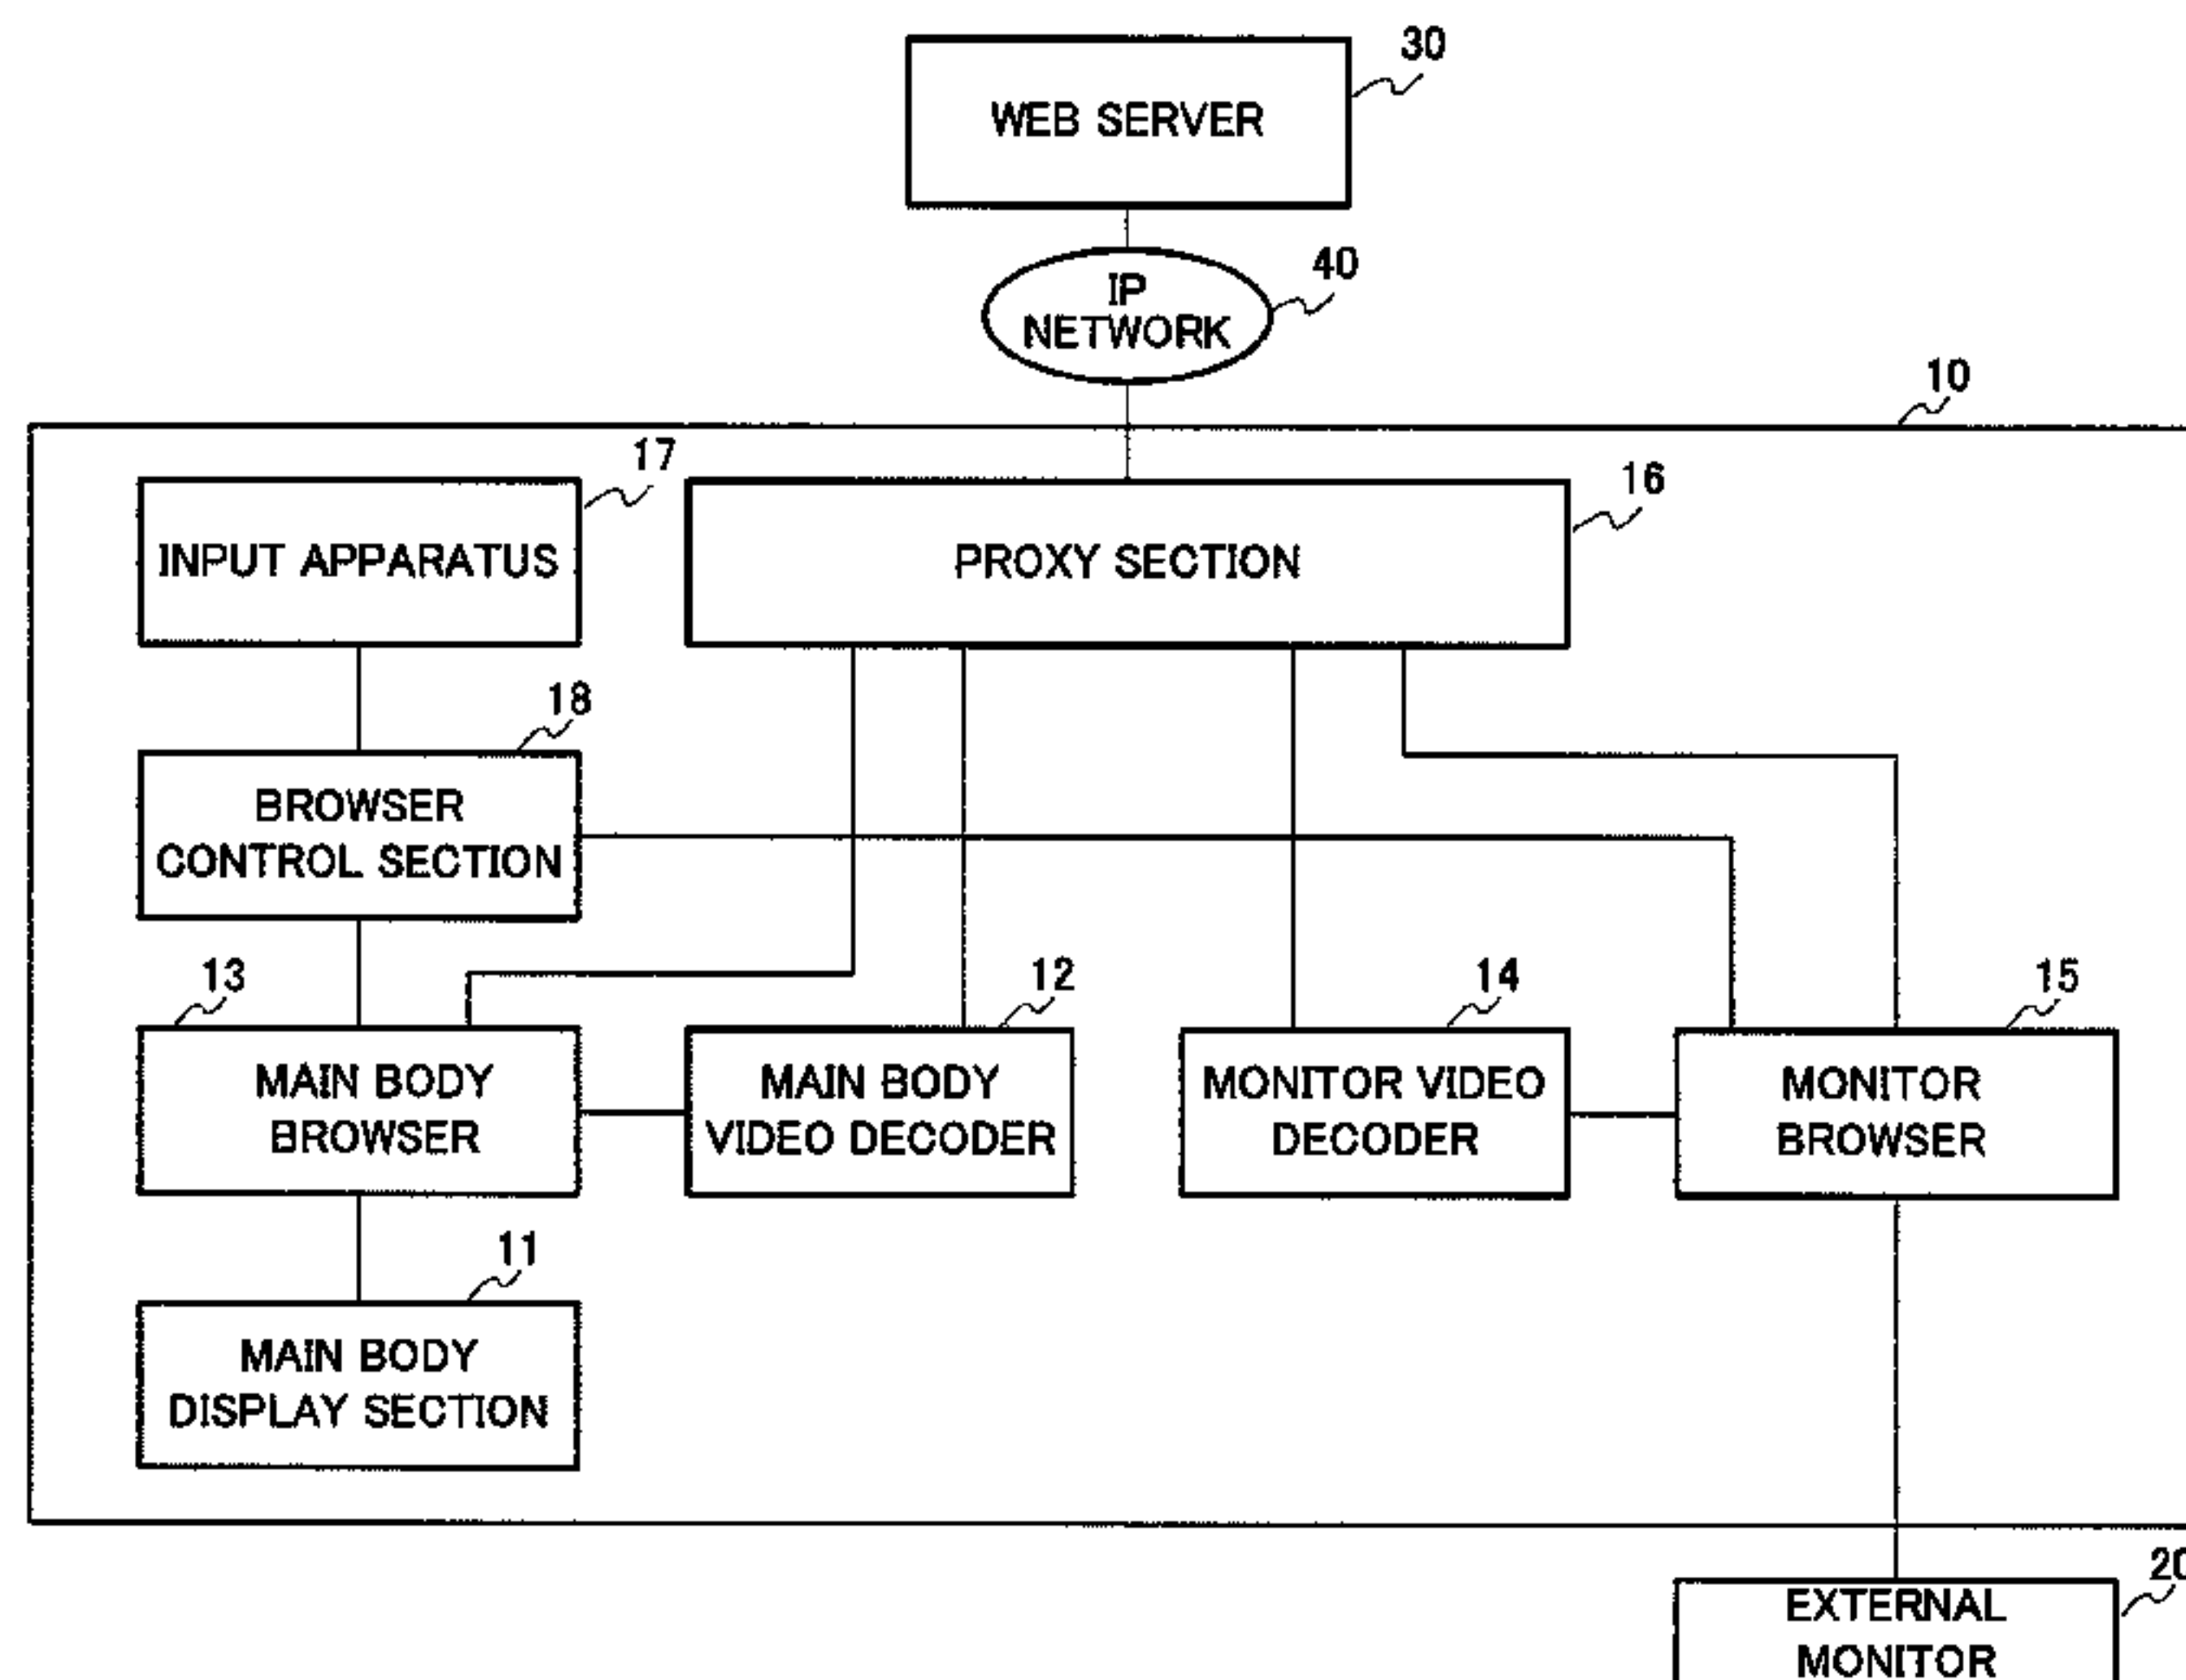 30
WEB SERVER
40
IP
NETWORK
10
17
16
INPUT APPARATUS
PROXY SECTION
18
BROWSER
CONTROL SECTION
13
12
14
15
MAIN BODY
BROWSER
MAIN BODY
VIDEO DECODER
MONITOR VIDEO
DECODER
MONITOR
BROWSER
11
MAIN BODY
DISPLAY SECTION
20
EXTERNAL
MONITOR